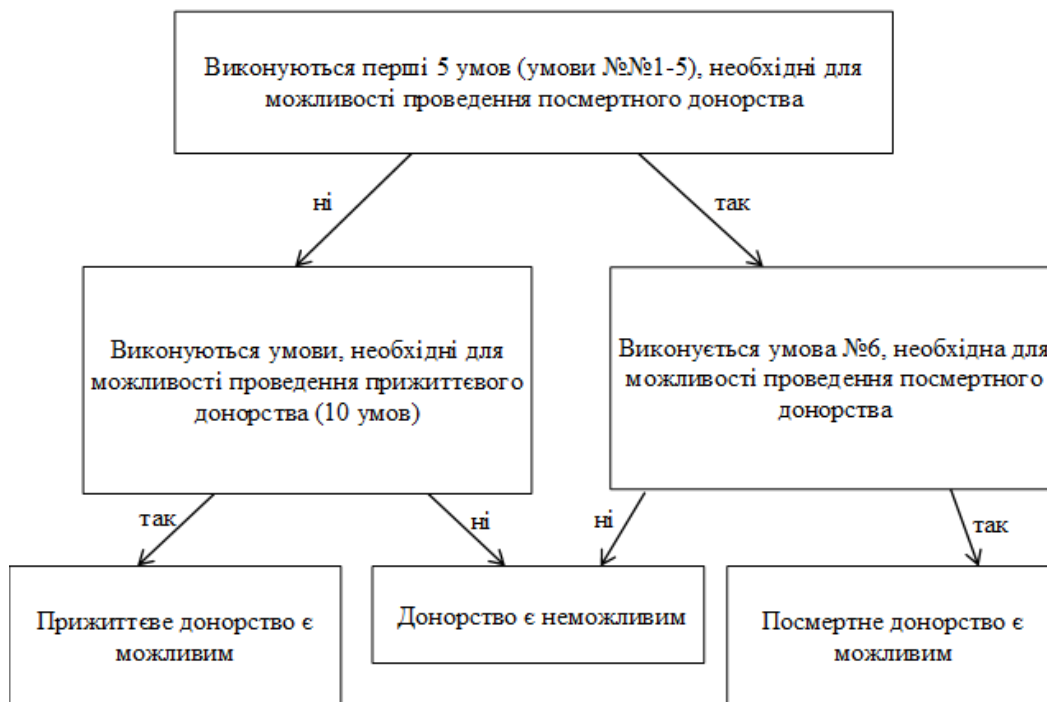 Виконуються перші 5 умов (умови №№1-5), необхідні для
можливості проведення посмертного донорства
ні
так
Виконуються умови, необхідні для
можливості проведення прижиттєвого
донорства (10 умов)
Виконується умова №6, необхідна для
можливості проведення посмертного
донорства
так
ні
ні
так
Прижиттєве донорство є
можливим
Донорство є неможливим
Посмертне донорство є
можливим